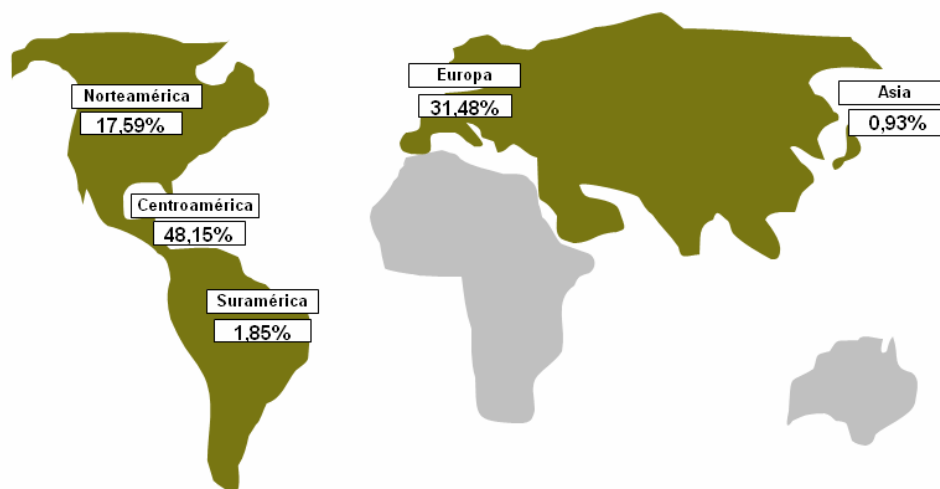 Norteamérica
17,59%
Centroamérica
48,15%
Suramérica
1,85%
Europa
31,48%
Asia
0,93%